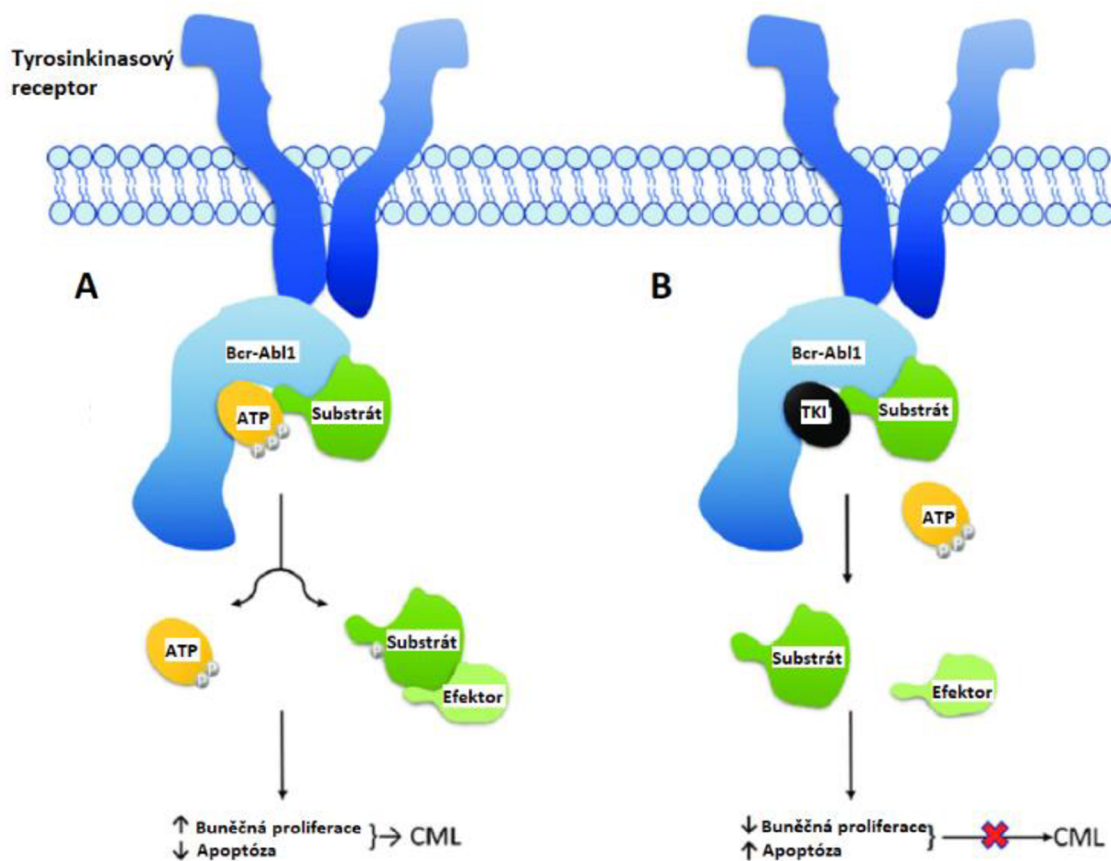 Tyrosinkinasový
receptor
A
B
Bcr-Abl1
ATP
P P P
Substrát
Bcr-Abl1
TKI
Substrát
ATP
P P P
ATP
P P
Substrát
P
Efektor
Substrát
Efektor
↑ Buněčná proliferace
↓ Apoptóza
} → CML
↓ Buněčná proliferace
↑ Apoptóza
} → CML